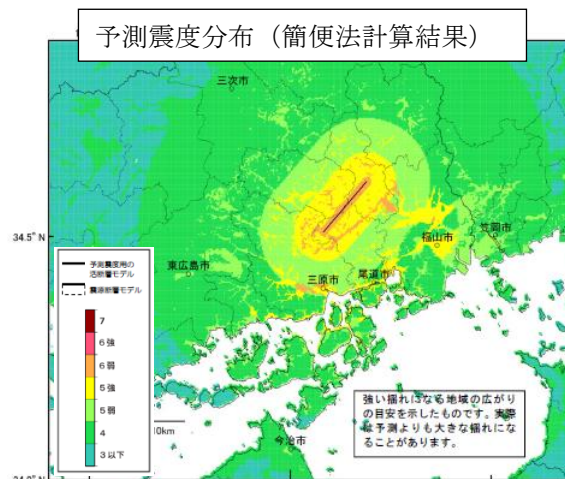 予測震度分布（簡便法計算結果）
三次市
34.5° N
笠岡市
福山市
東広島市
三原市
尾道市
予測震度用の
活断層モデル
震源断層モデル
7
6強
6弱
5強
5弱
4
3以下
10km
今治市
強い揺れになる地域の広がり
の目安を示したものです。実際
は予測よりも大きな揺れにな
ることがあります。